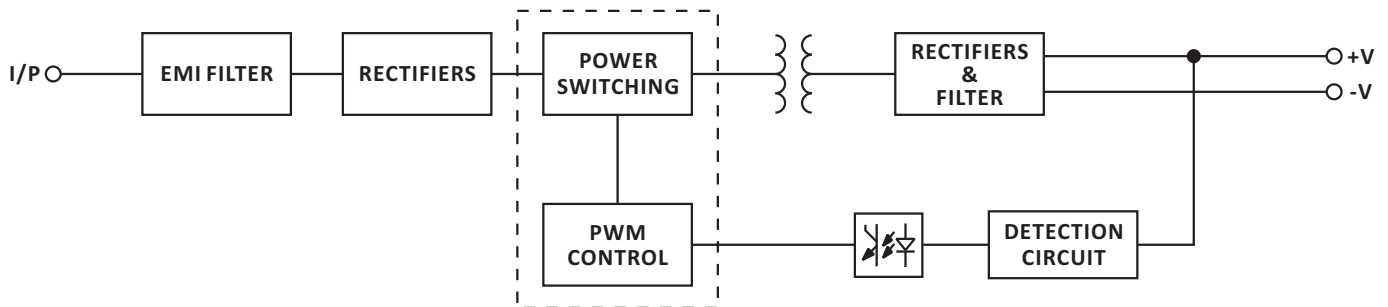 I/P
EMI FILTER
RECTIFIERS
POWER
SWITCHING
RECTIFIERS
&
FILTER
+V
-V
PWM
CONTROL
DETECTION
CIRCUIT